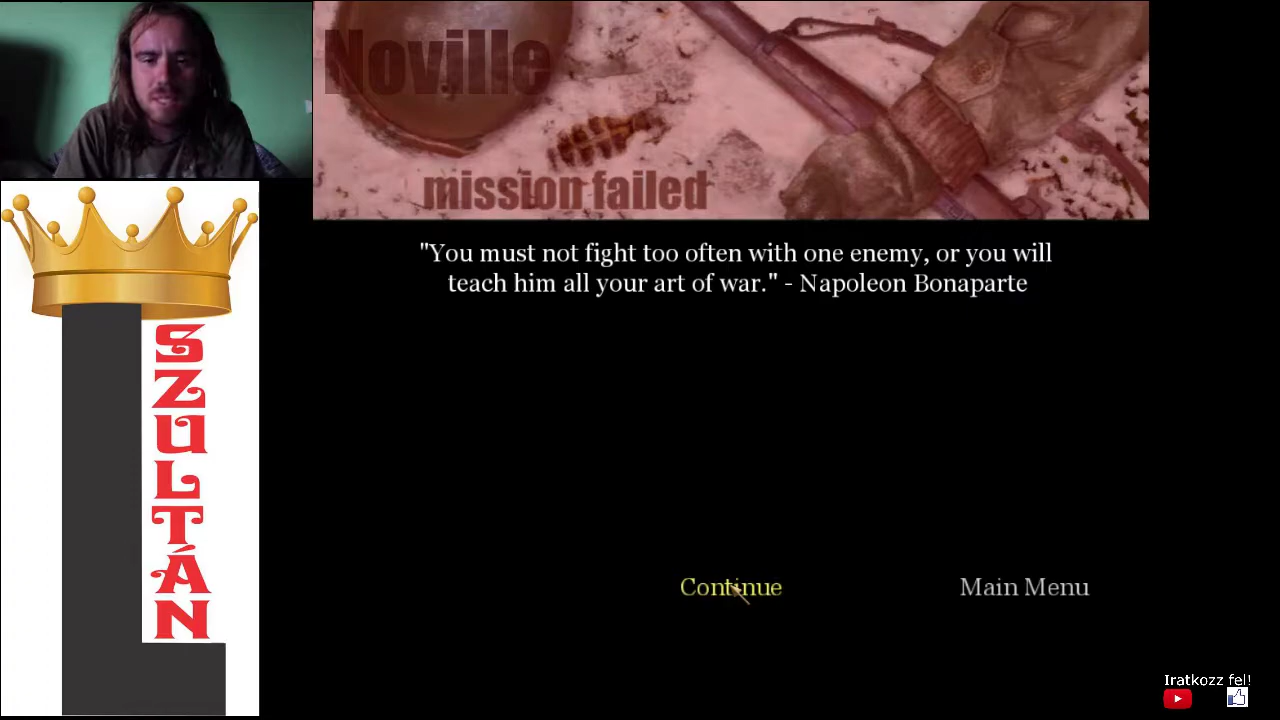 Noville
mission failed
"You must not fight too often with one enemy, or you will
teach him all your art of war." - Napoleon Bonaparte
Continue
Main Menu
L
SZULTÁN
Iratkozz fel!